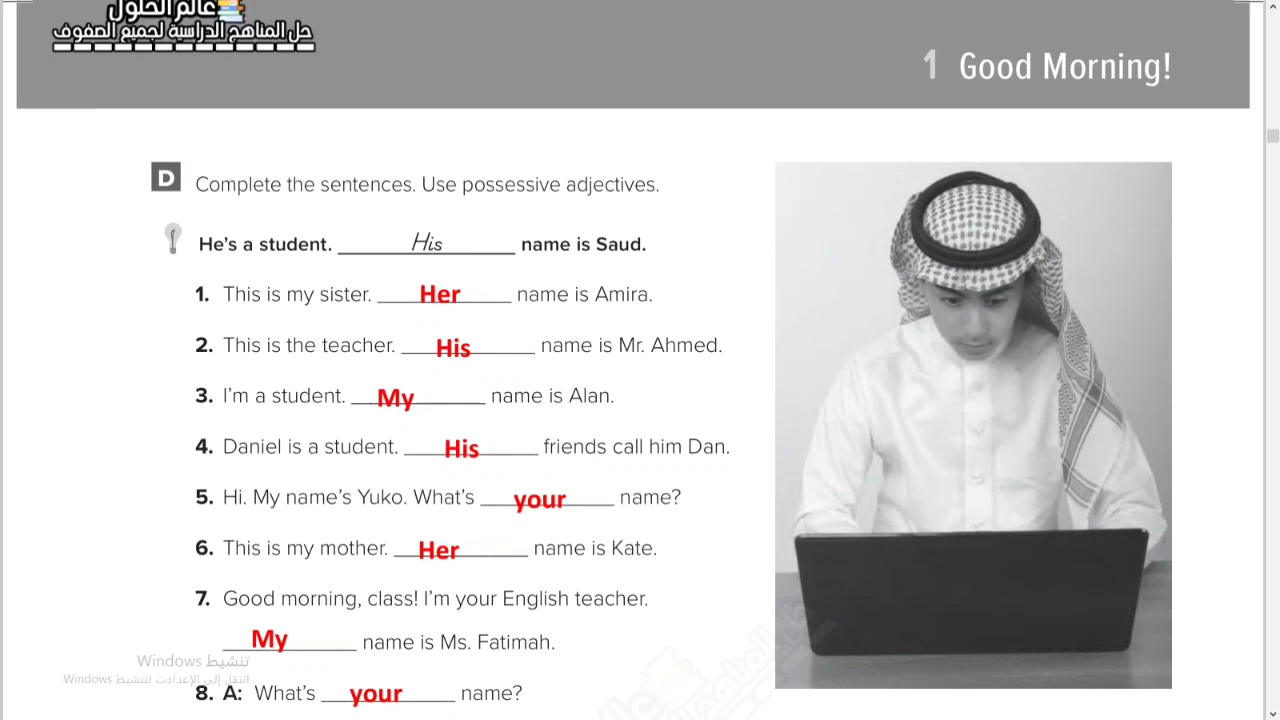 عالم الحلول
حل المناهج الدراسية لجميع الصفوف
1 Good Morning!
D Complete the sentences. Use possessive adjectives.
He's a student. His name is Saud.
1. This is my sister. Her name is Amira.
2. This is the teacher. His name is Mr. Ahmed.
3. I'm a student. My name is Alan.
4. Daniel is a student. His friends call him Dan.
5. Hi. My name's Yuko. What's your name?
6. This is my mother. Her name is Kate.
7. Good morning, class! I'm your English teacher.
My name is Ms. Fatimah.
تنشيط Windows
انتقل إلى الإعدادات لتنشيط Windows.
8. A: What's your name?